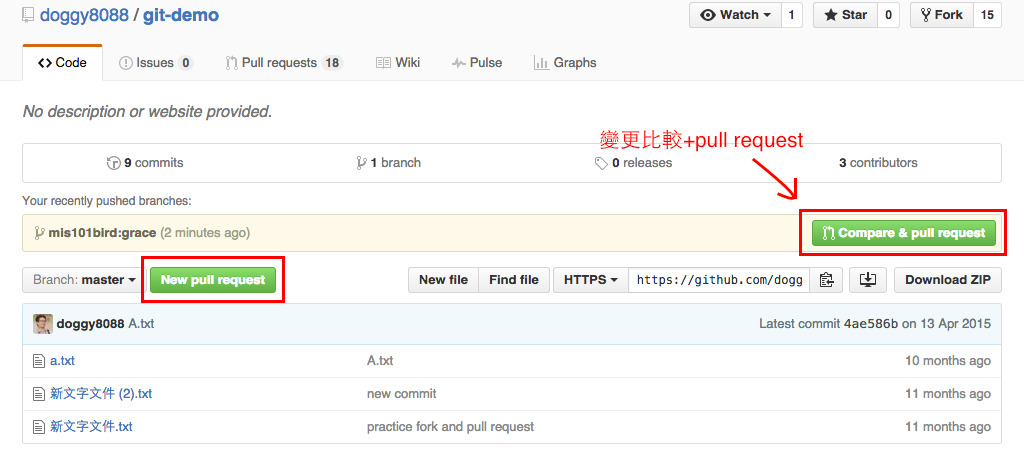 doggy8088 / git-demo
Watch 1 Star 0 Fork 15
Code Issues 0 Pull requests 18 Wiki Pulse Graphs
No description or website provided.
變更比較+pull request
9 commits 1 branch 0 releases 3 contributors
Your recently pushed branches:
mis101bird:grace (2 minutes ago) Compare & pull request
Branch: master New pull request New file Find file HTTPS https://github.com/dogg Download ZIP
doggy8088 A.txt Latest commit 4ae586b on 13 Apr 2015
a.txt A.txt 10 months ago
新文字文件 (2).txt new commit 11 months ago
新文字文件.txt practice fork and pull request 11 months ago